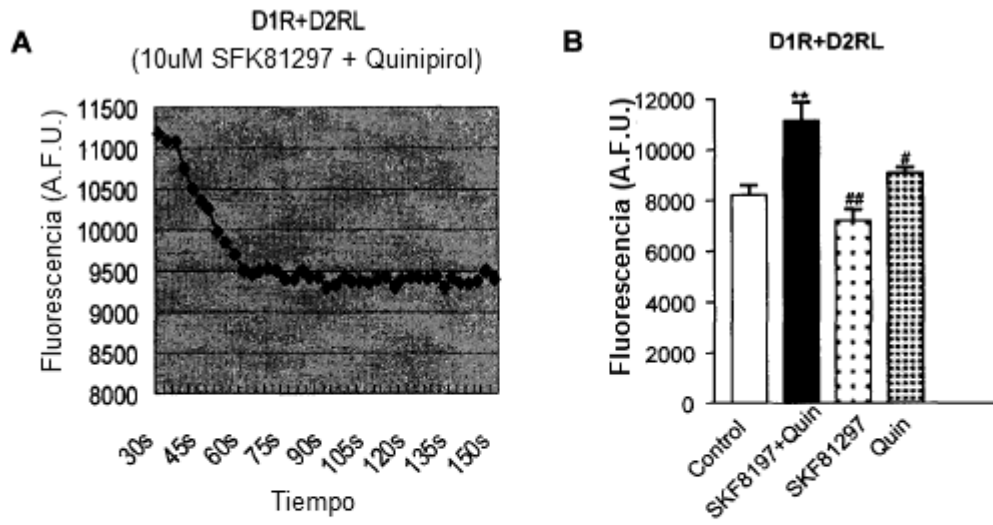 A
D1R+D2RL
(10uM SFK81297 + Quinipirol)
Fluorescencia (A.F.U.)
11500
11000
10500
10000
9500
9000
8500
8000
30s
45s
60s
75s
90s
105s
120s
135s
150s
Tiempo
B
D1R+D2RL
Fluorescencia (A.F.U.)
12000
10000
8000
6000
4000
2000
0
**
##
#
Control
SKF8197+Quin
SKF81297
Quin